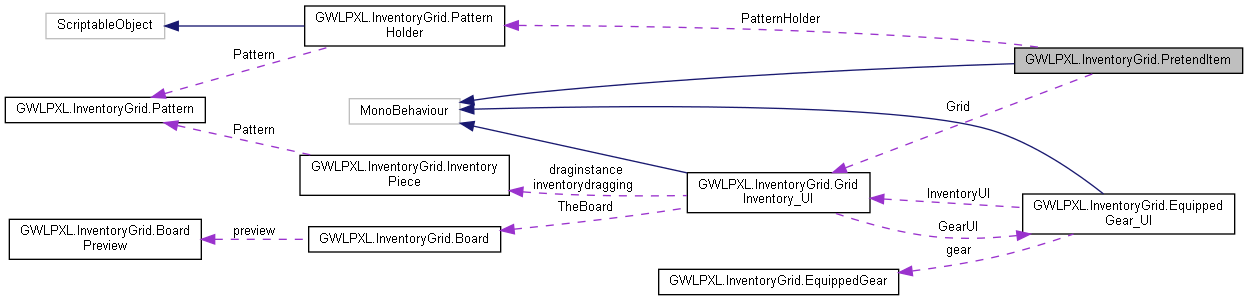 ScriptableObject
GWLPXL.InventoryGrid.Pattern
Holder
PatternHolder
GWLPXL.InventoryGrid.PretendItem
Pattern
GWLPXL.InventoryGrid.Pattern
MonoBehaviour
Grid
Pattern
GWLPXL.InventoryGrid.Inventory
Piece
draginstance
inventorydragging
GWLPXL.InventoryGrid.Grid
Inventory_UI
InventoryUI
GWLPXL.InventoryGrid.Equipped
Gear_UI
TheBoard
GWLPXL.InventoryGrid.Board
Preview
preview
GWLPXL.InventoryGrid.Board
GearUI
gear
GWLPXL.InventoryGrid.EquippedGear